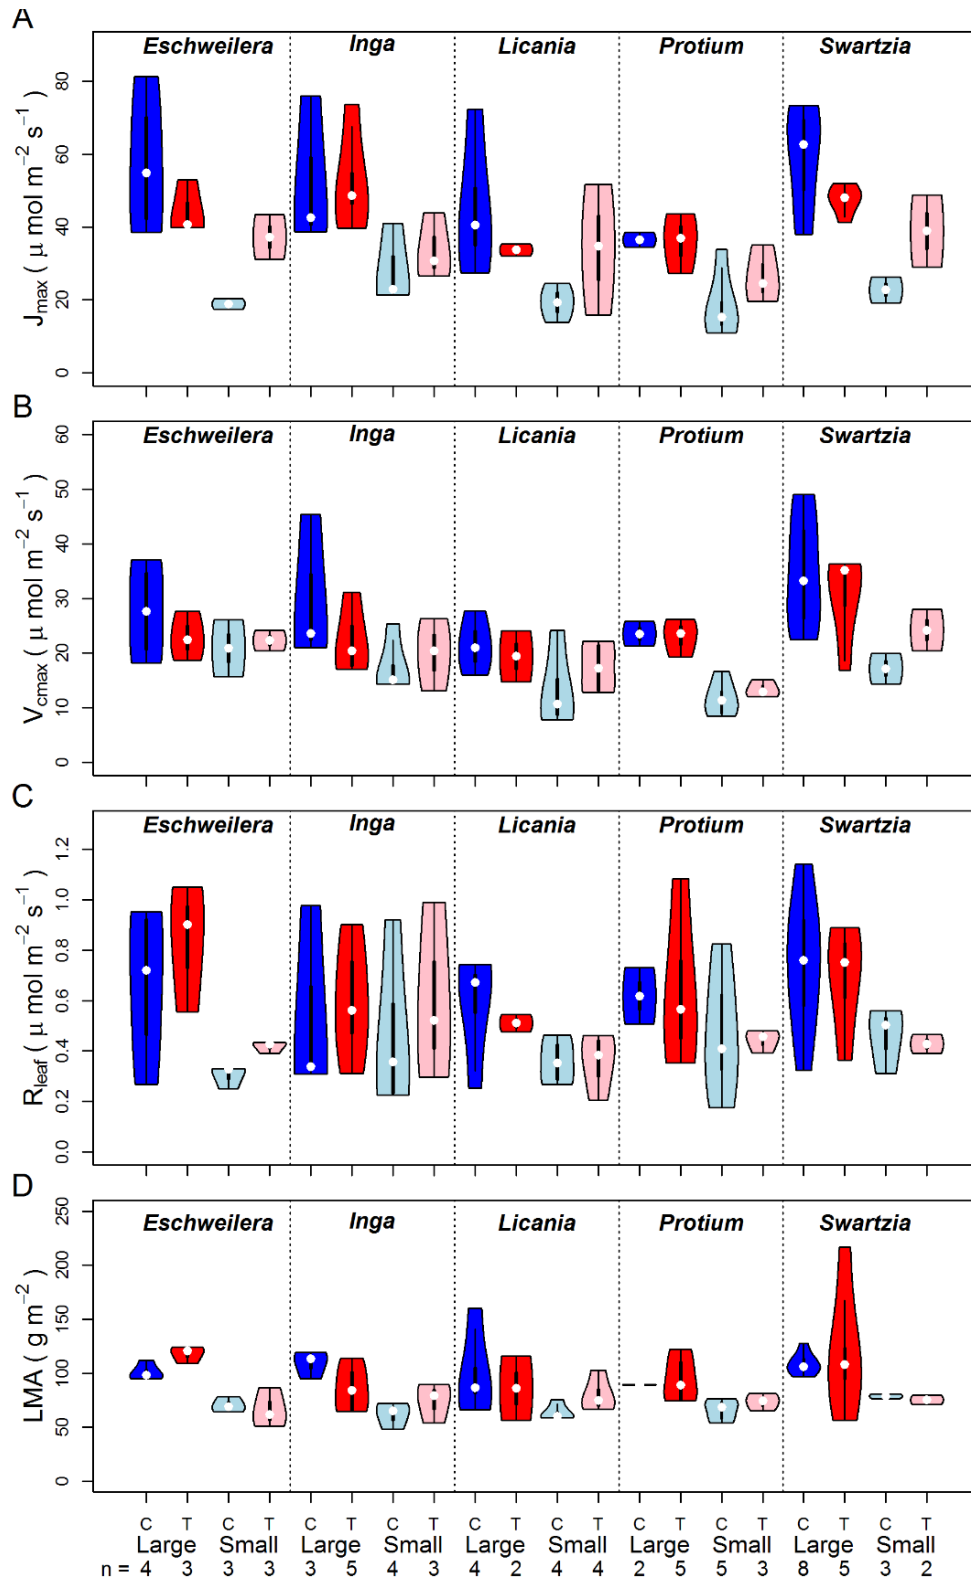 A
Eschweilera Inga Licania Protium Swartzia
J_max ( μ mol m⁻² s⁻¹ )
80
60
40
20
0
B
Eschweilera Inga Licania Protium Swartzia
V_cmax ( μ mol m⁻² s⁻¹ )
60
50
40
30
20
10
0
C
Eschweilera Inga Licania Protium Swartzia
R_leaf ( μ mol m⁻² s⁻¹ )
1.2
1.0
0.8
0.6
0.4
0.2
0.0
D
Eschweilera Inga Licania Protium Swartzia
LMA ( g m⁻² )
250
200
150
100
50
0
C T C T C T C T C T C T C T C T C T C T
Large Small Large Small Large Small Large Small Large Small
n = 4 3 3 3 3 5 4 3 4 2 4 4 2 5 5 3 8 5 3 2